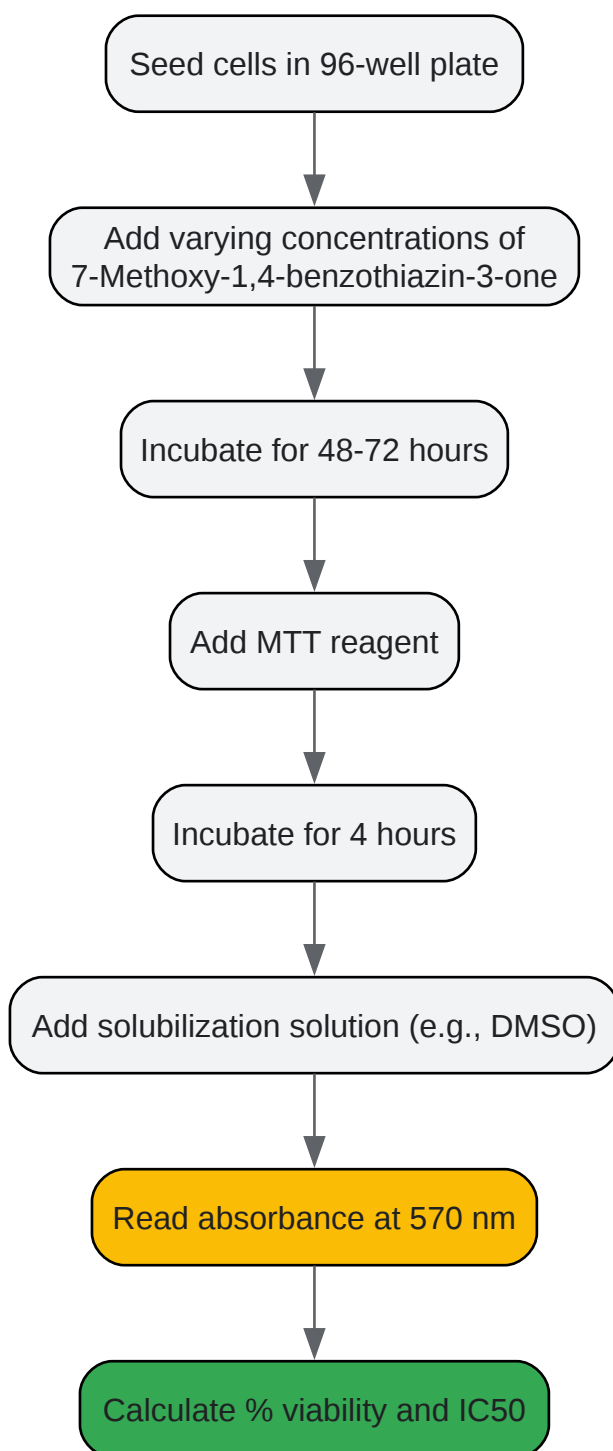 Seed cells in 96-well plate
Add varying concentrations of
7-Methoxy-1,4-benzothiazin-3-one
Incubate for 48-72 hours
Add MTT reagent
Incubate for 4 hours
Add solubilization solution (e.g., DMSO)
Read absorbance at 570 nm
Calculate % viability and IC50